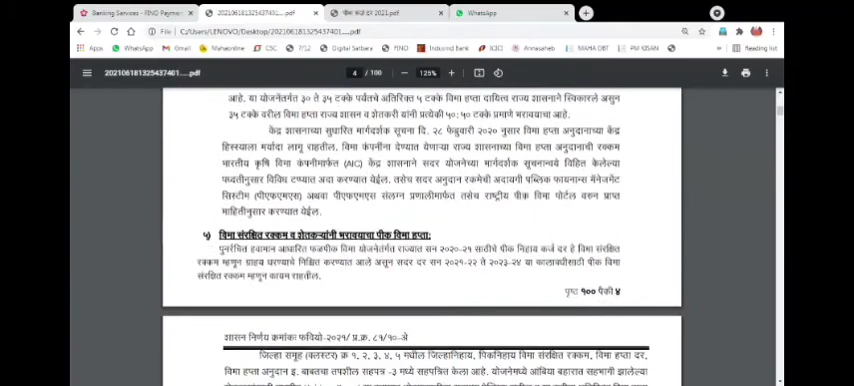 Banking Services - FINO Paymen
202106181325437401....pdf
पीक कर्ज दर 2021.pdf
WhatsApp
File | C:/Users/LENOVO/Desktop/202106181325437401....pdf
Apps WhatsApp Gmail Mahaonline CSC 7/12 Digital Satbara FINO Indusind Bank ICICI Annasaheb MAHA DBT PM KISAN Reading list
202106181325437401....pdf 4 / 100 125%
आहे. या योजनेंतर्गत ३० ते ३५ टक्के पर्यंतचे अतिरिक्त ५ टक्के विमा हप्ता दायित्व राज्य शासनाने स्विकारले असुन
३५ टक्के वरील विमा हप्ता राज्य शासन व शेतकरी यांनी प्रत्येकी ५०: ५० टक्के प्रमाणे भरावयाचा आहे.
केंद्र शासनाच्या सुधारित मार्गदर्शक सूचना दि. २८ फेब्रुवारी २०२० नुसार विमा हप्ता अनुदानाच्या केंद्र
हिस्स्याला मर्यादा लागू राहतील. विमा कंपनींना देण्यात येणाऱ्या राज्य शासनाच्या विमा हप्ता अनुदानाची रक्कम
भारतीय कृषि विमा कंपनीमार्फत (AIC) केंद्र शासनाने सदर योजनेच्या मार्गदर्शक सूचनान्वये विहित केलेल्या
पध्दतीनुसार विविध टप्प्यात अदा करण्यात येईल. तसेच सदर अनुदान रकमेची अदायगी पब्लिक फायनान्स मॅनेजमेंट
सिस्टीम (पीएफएमएस) अथवा पीएफएमएस संलग्न प्रणालीमार्फत तसेच राष्ट्रीय पीक विमा पोर्टल वरुन प्राप्त
माहितीनुसार करण्यात येईल.
५) विमा संरक्षित रक्कम व शेतकऱ्यांनी भरावयाचा पीक विमा हप्ता:
पुनर्रचित हवामान आधारित फळपीक विमा योजनेतंर्गत राज्यात सन २०२०-२१ साठीचे पीक निहाय कर्ज दर हे विमा संरक्षित
रक्कम म्हणून ग्राहय धरण्याचे निश्चित करण्यात आले असून सदर दर सन २०२१-२२ ते २०२३-२४ या कालावधीसाठी पीक विमा
संरक्षित रक्कम म्हणून कायम राहतील.
पृष्ठ १०० पैकी ४
शासन निर्णय क्रमांकः फवियो-२०२१/ प्र.क्र. ८१/१०-अे
जिल्हा समूह (क्लस्टर) क्र १, २, ३, ४, ५ मधील जिल्हानिहाय, पिकनिहाय विमा संरक्षित रक्कम, विमा हप्ता दर,
विमा हप्ता अनुदान इ. बाबतचा तपशील सहपत्र -३ मध्ये सहपत्रित केला आहे. योजनेमध्ये आंबिया बहारात सहभागी झालेल्या